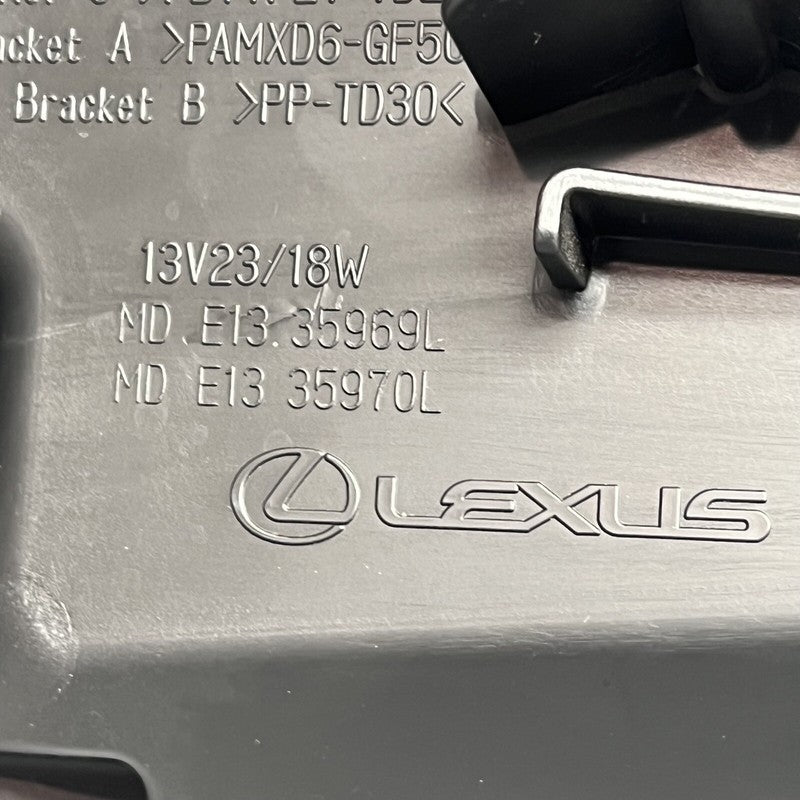 Bracket A >PAMXD6-GF50
Bracket B >PP-TD30<
13V23/18W
MD E13 35969L
MD E13 35970L
LEXUS